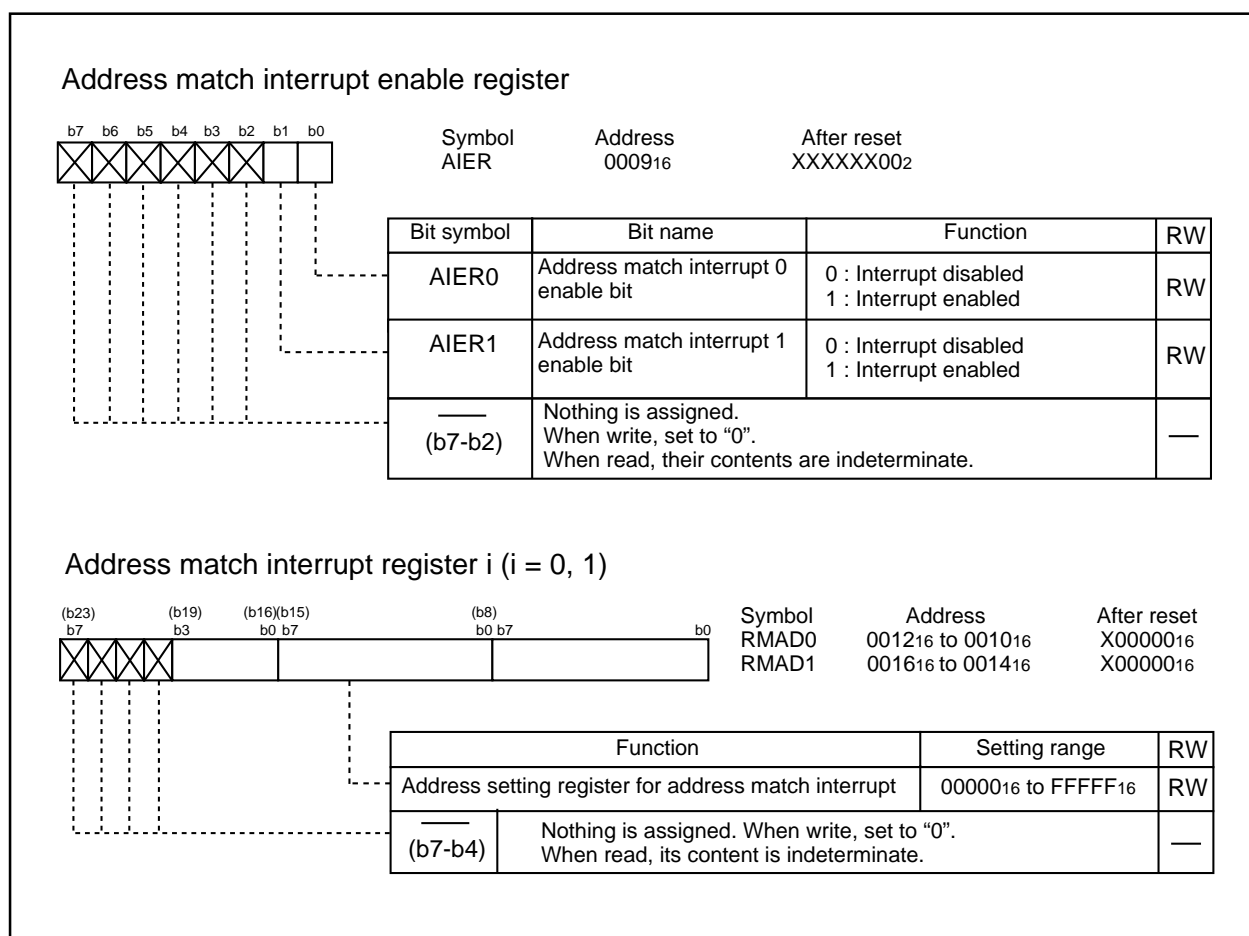 Address match interrupt enable register
b7 b6 b5 b4 b3 b2 b1 b0
Symbol Address After reset
AIER 000916 XXXXXX002
Bit symbol Bit name Function RW
AIER0 Address match interrupt 0 enable bit 0 : Interrupt disabled 1 : Interrupt enabled RW
AIER1 Address match interrupt 1 enable bit 0 : Interrupt disabled 1 : Interrupt enabled RW
(b7-b2) Nothing is assigned. —
When write, set to “0”.
When read, their contents are indeterminate.
Address match interrupt register i (i = 0, 1)
(b23) (b19) (b16)(b15) (b8)
b7 b3 b0 b7 b0 b7 b0
Symbol Address After reset
RMAD0 001216 to 001016 X0000016
RMAD1 001616 to 001416 X0000016
Function Setting range RW
Address setting register for address match interrupt 0000016 to FFFFF16 RW
(b7-b4) Nothing is assigned. When write, set to “0”. —
When read, its content is indeterminate.